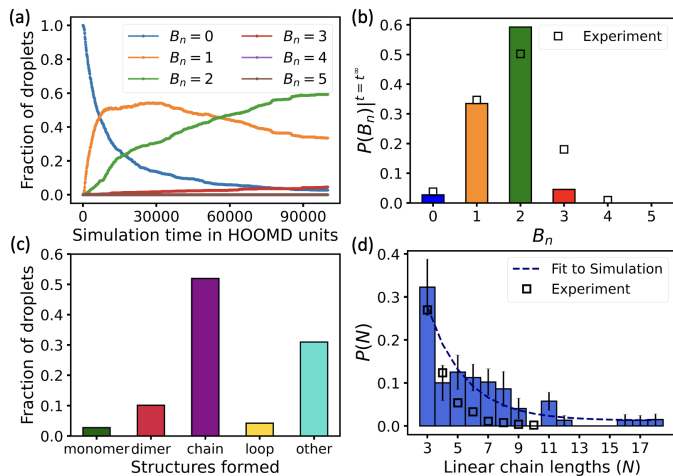 (a)
Fraction of droplets
1.0
0.8
0.6
0.4
0.2
0.0
B_n = 0
B_n = 1
B_n = 2
B_n = 3
B_n = 4
B_n = 5
0 30000 60000 90000
Simulation time in HOOMD units
(b)
P(B_n)|^{t = t^∞}
0.6
0.5
0.4
0.3
0.2
0.1
0.0
Experiment
0 1 2 3 4 5
B_n
(c)
Fraction of droplets
0.6
0.5
0.4
0.3
0.2
0.1
0.0
monomer dimer chain loop other
Structures formed
(d)
P(N)
0.4
0.3
0.2
0.1
0.0
Fit to Simulation
Experiment
3 5 7 9 11 13 15 17
Linear chain lengths (N)